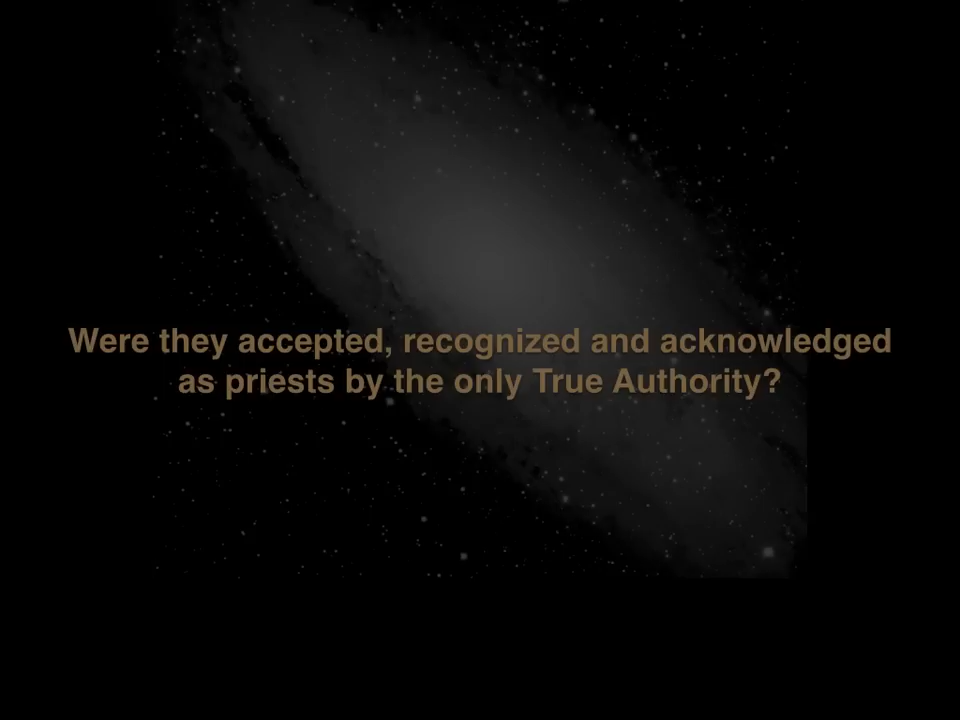 Were they accepted, recognized and acknowledged
as priests by the only True Authority?